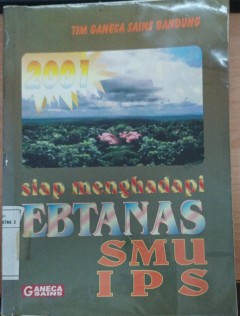 TIM GANECA SAINS BANDUNG
2001
siap menghadapi
EBTANAS
SMU
IPS
GANECA
SAINS